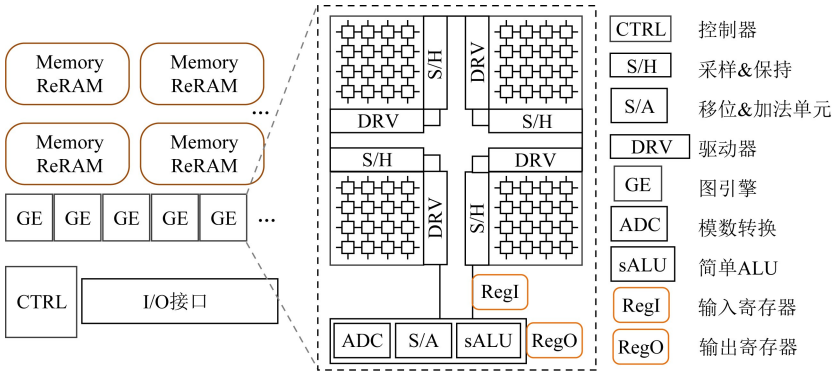 Memory
ReRAM
Memory
ReRAM
...
Memory
ReRAM
Memory
ReRAM
GE
GE
GE
GE
GE
...
CTRL
I/O接口
S/H
DRV
DRV
S/H
S/H
DRV
DRV
S/H
RegI
ADC
S/A
sALU
RegO
CTRL 控制器
S/H 采样&保持
S/A 移位&加法单元
DRV 驱动器
GE 图引擎
ADC 模数转换
sALU 简单ALU
RegI 输入寄存器
RegO 输出寄存器